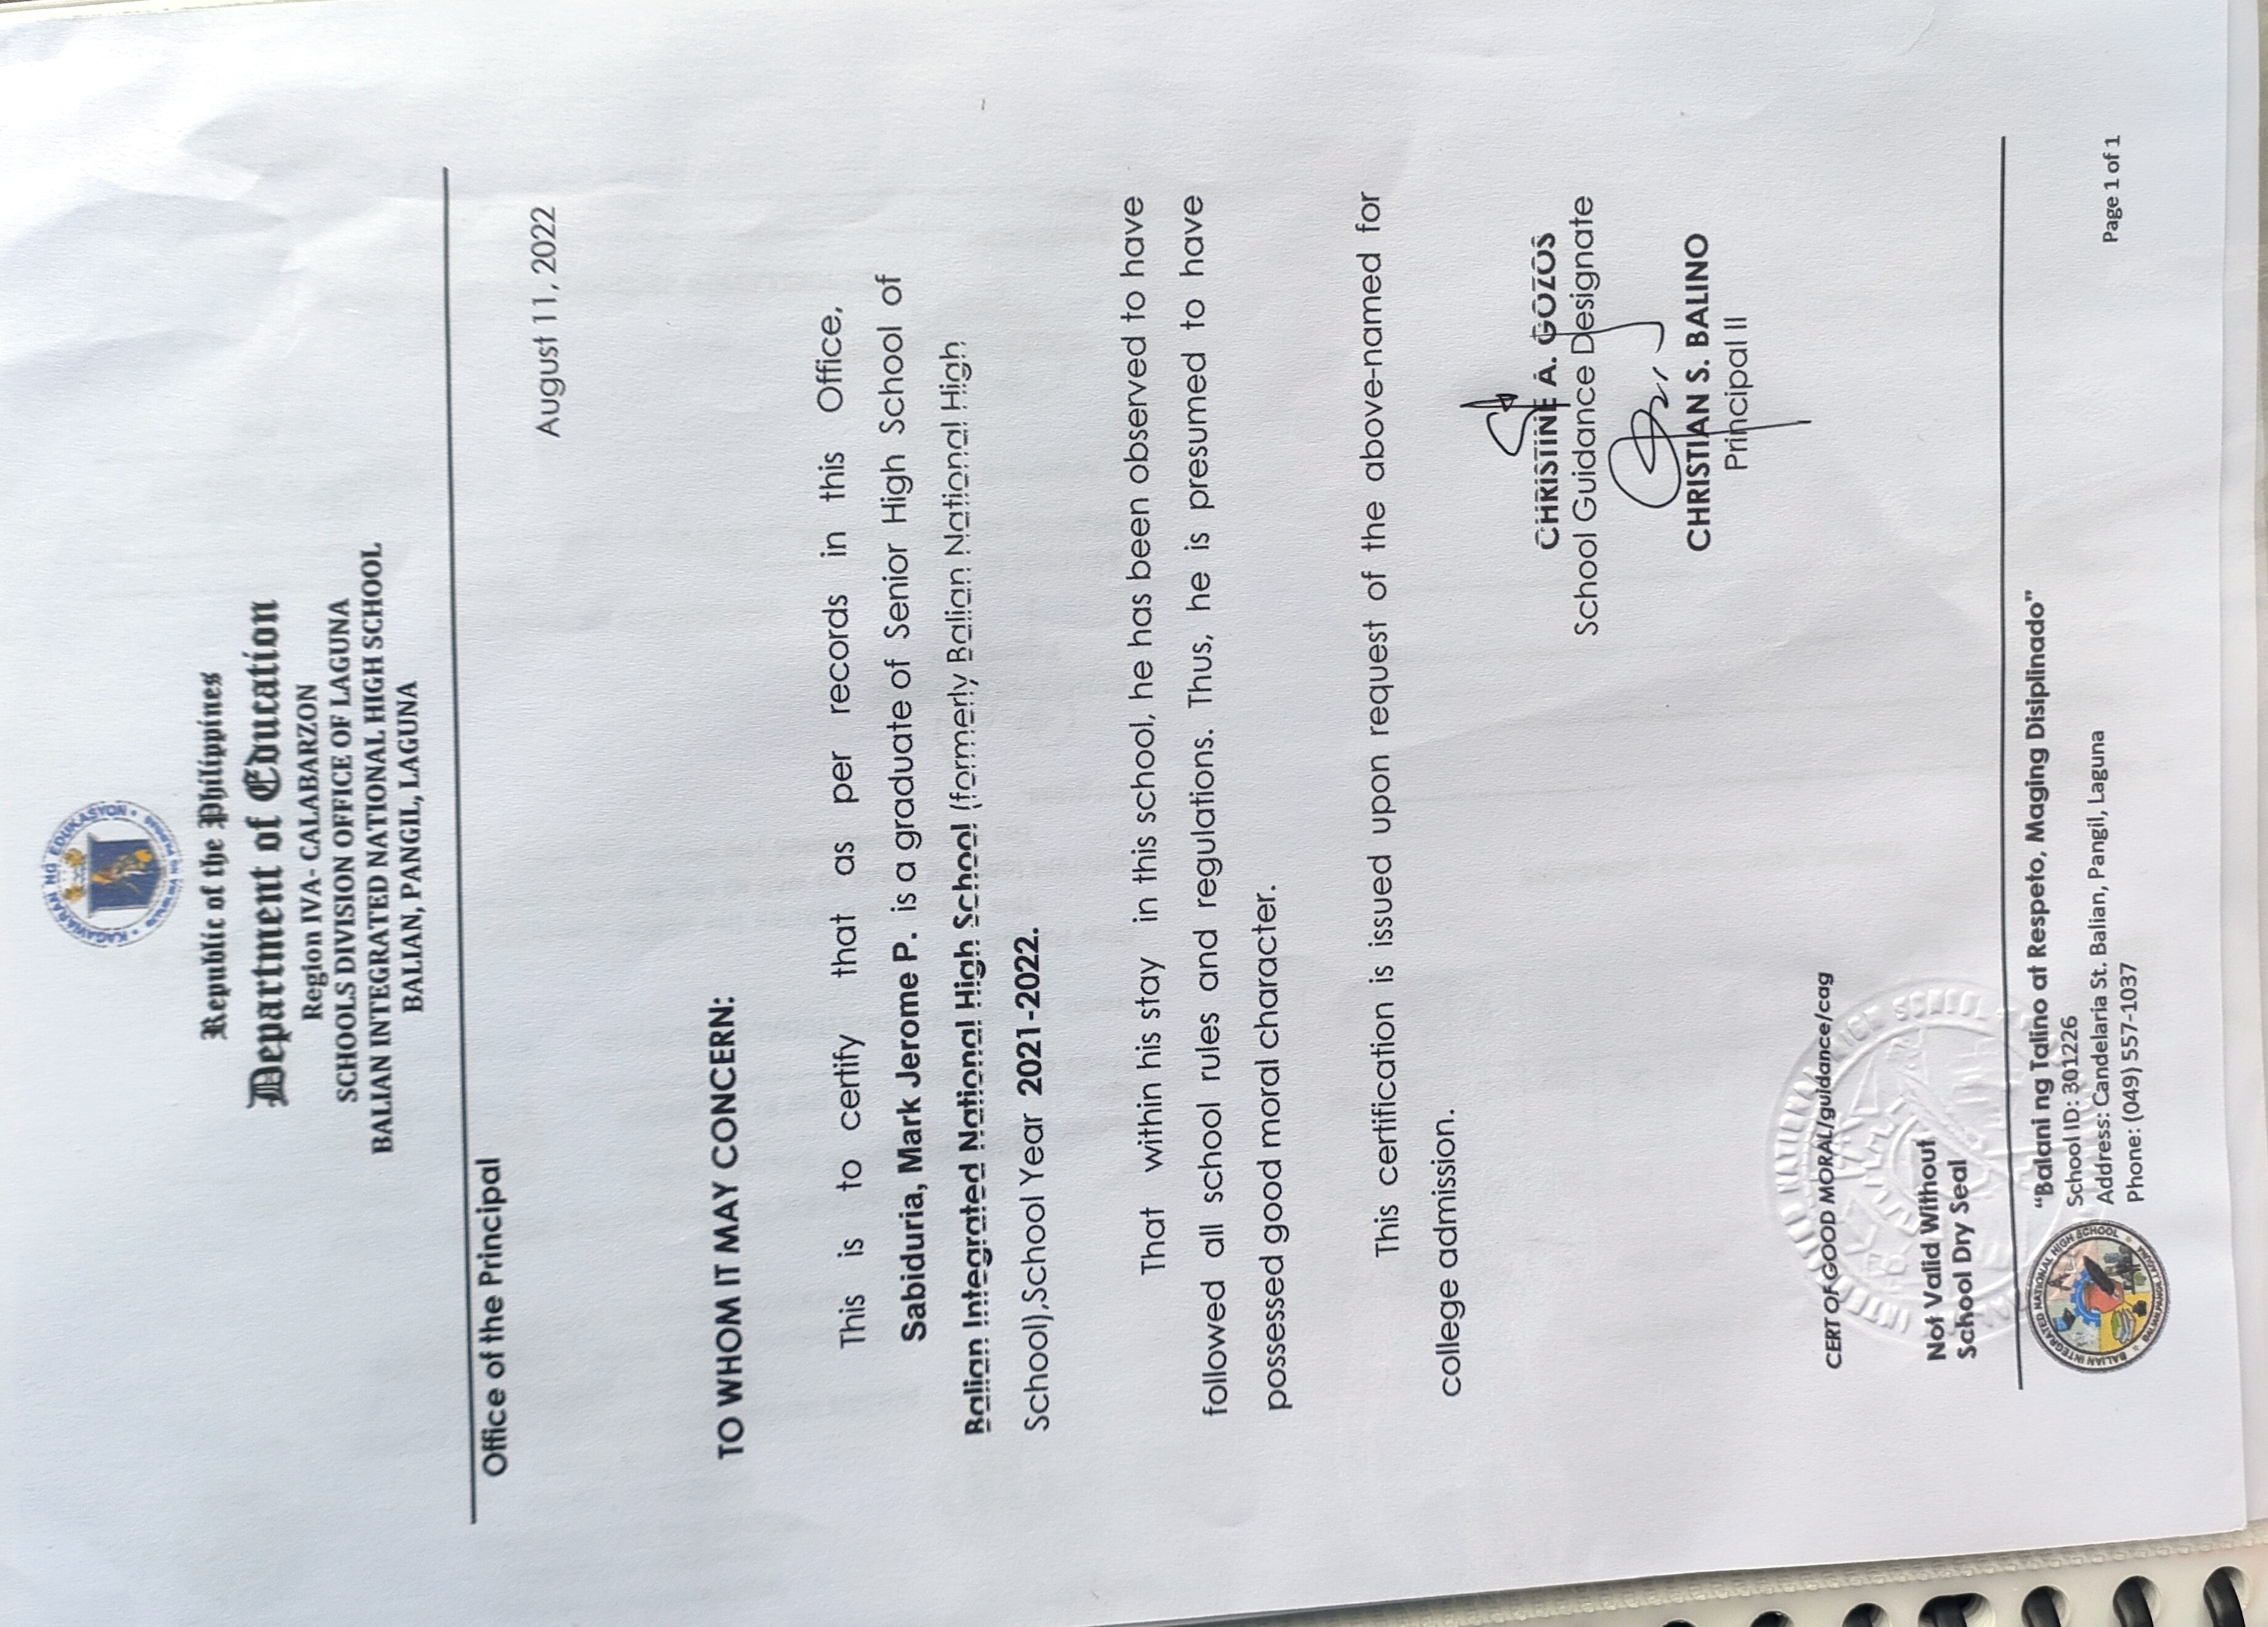 KAGAWARAN NG EDUKASYON
Republic of the Philippines
Department of Education
Region IVA- CALABARZON
SCHOOLS DIVISION OFFICE OF LAGUNA
BALIAN INTEGRATED NATIONAL HIGH SCHOOL
BALIAN, PANGIL, LAGUNA
Office of the Principal
August 11, 2022
TO WHOM IT MAY CONCERN:
This is to certify that as per records in this Office,
Sabiduria, Mark Jerome P. is a graduate of Senior High School of
Balian Integrated National High School (formerly Balian National High
School),School Year 2021-2022.
That within his stay in this school, he has been observed to have
followed all school rules and regulations. Thus, he is presumed to have
possessed good moral character.
This certification is issued upon request of the above-named for
college admission.
CHRISTINE A. GOZOS
School Guidance Designate
CHRISTIAN S. BALINO
Principal II
CERT OF GOOD MORAL/guidance/cag
Not Valid Without
School Dry Seal
"Balani ng Talino at Respeto, Maging Disiplinado"
School ID: 301226
Address: Candelaria St. Balian, Pangil, Laguna
Phone: (049) 557-1037
BALIAN INTEGRATED NATIONAL HIGH SCHOOL
Page 1 of 1